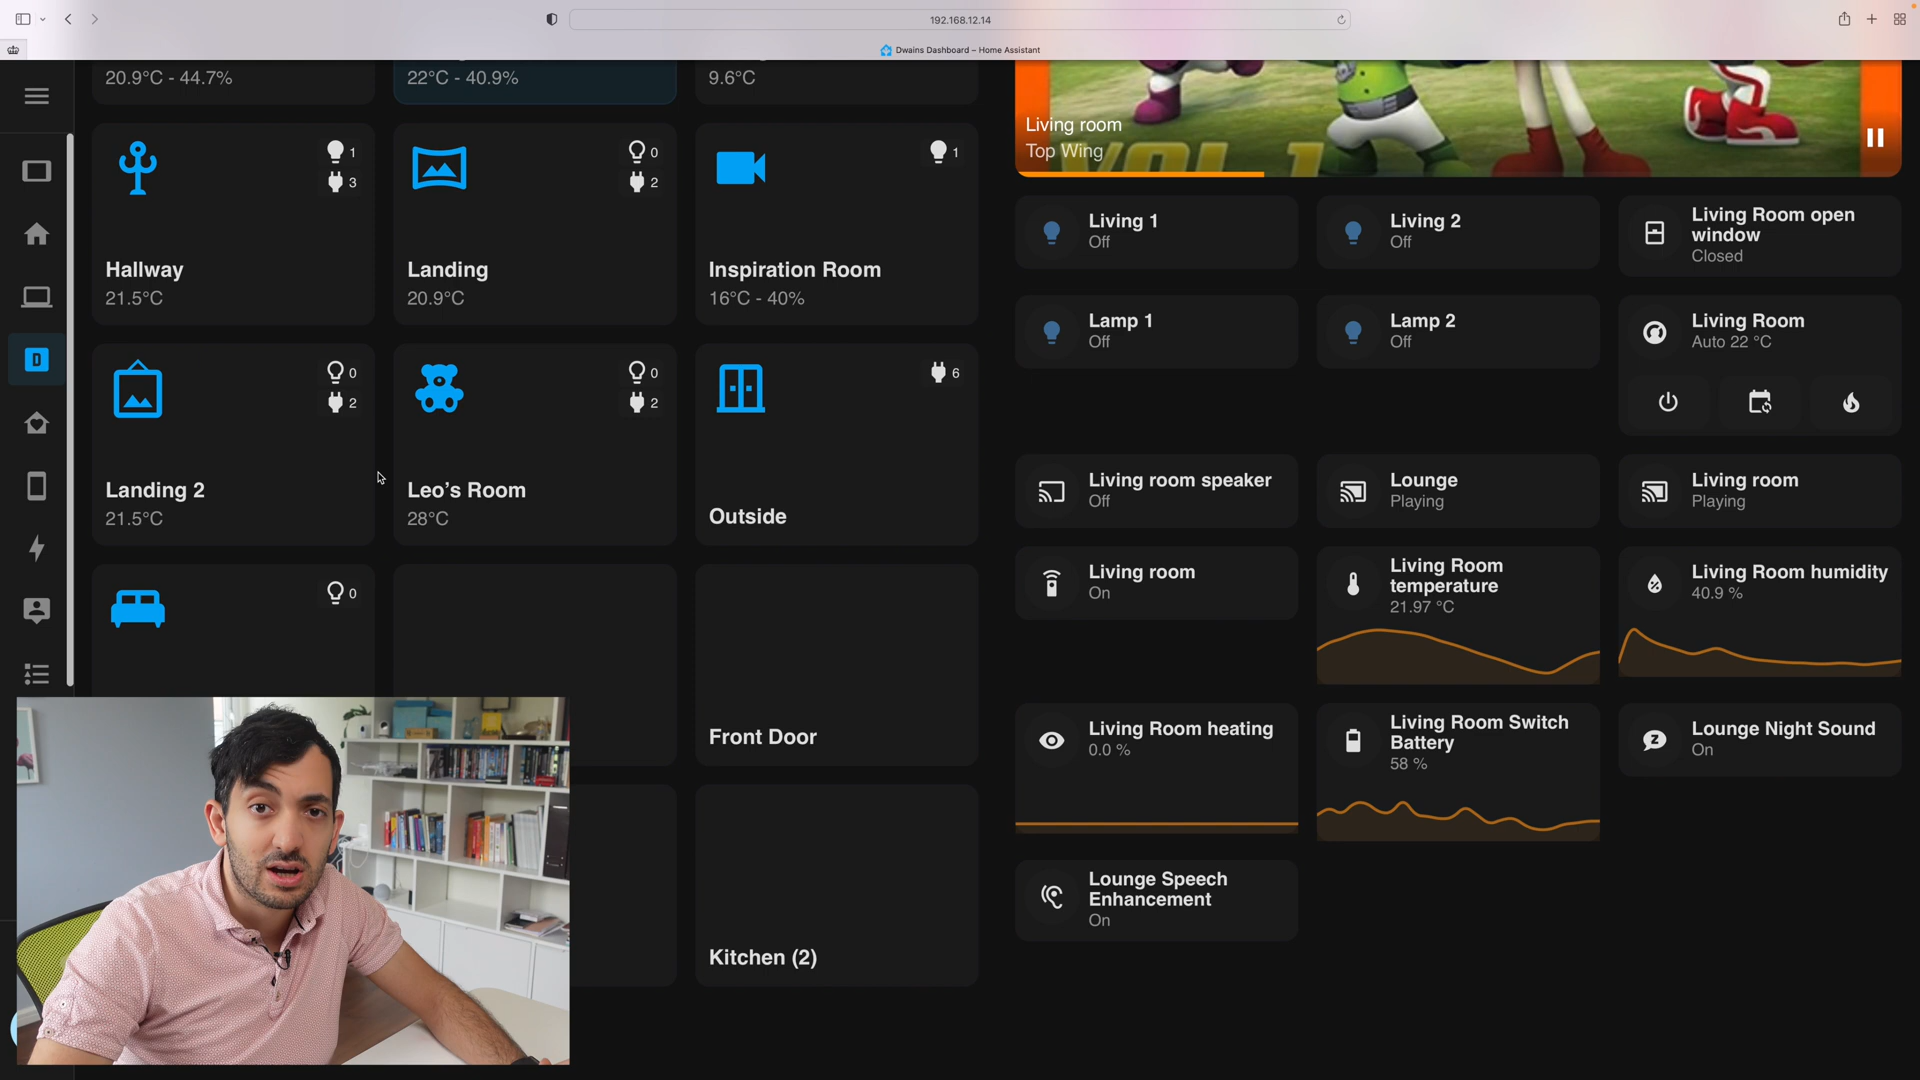 192.168.12.14
Dwains Dashboard – Home Assistant
20.9°C - 44.7%
22°C - 40.9%
9.6°C
Hallway
21.5°C
1
3
Landing
20.9°C
0
2
Inspiration Room
16°C - 40%
1
Landing 2
21.5°C
0
2
Leo's Room
28°C
0
2
Outside
6
0
Front Door
Kitchen (2)
D
Living room
Top Wing
VOL 1
Living 1
Off
Living 2
Off
Living Room open
window
Closed
Lamp 1
Off
Lamp 2
Off
Living Room
Auto 22 °C
Living room speaker
Off
Lounge
Playing
Living room
Playing
Living room
On
Living Room
temperature
21.97 °C
Living Room humidity
40.9 %
Living Room heating
0.0 %
Living Room Switch
Battery
58 %
Lounge Night Sound
On
Lounge Speech
Enhancement
On